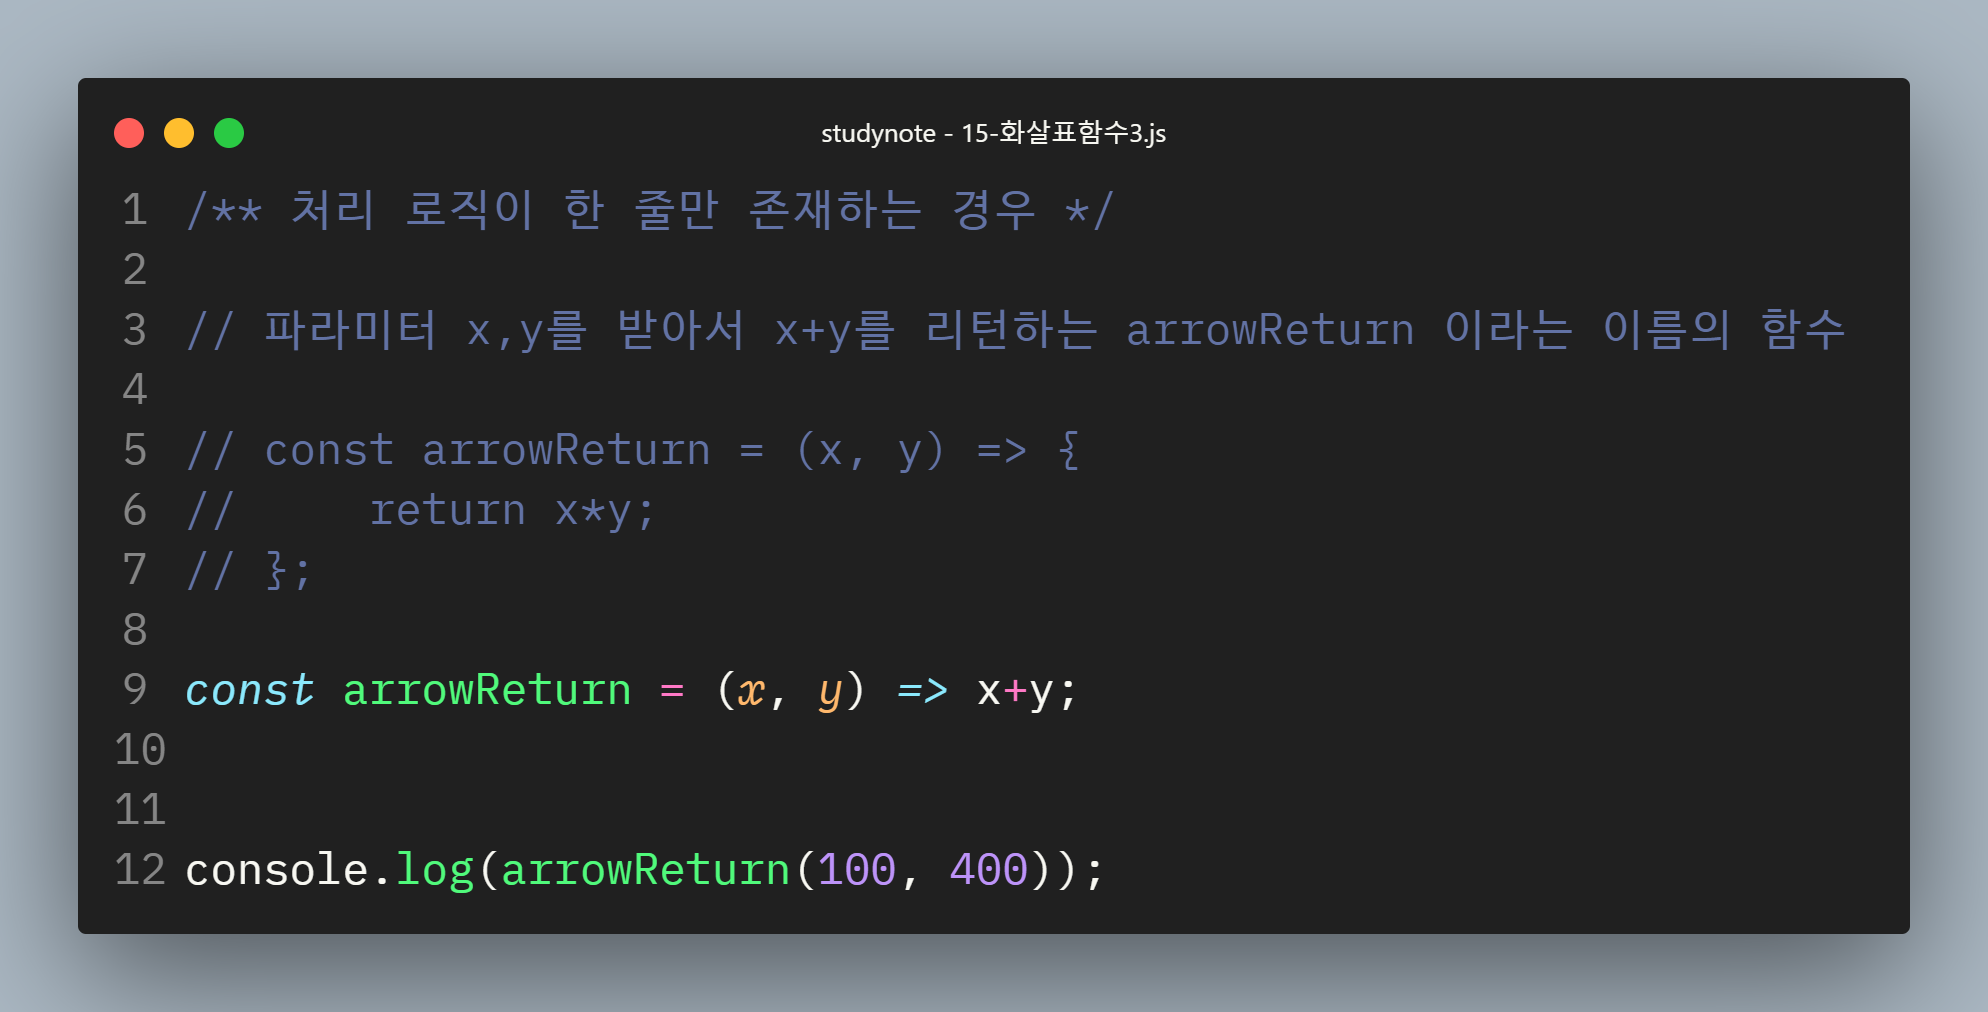 studynote - 15-화살표함수3.js
1 /** 처리 로직이 한 줄만 존재하는 경우 */
2
3 // 파라미터 x,y를 받아서 x+y를 리턴하는 arrowReturn 이라는 이름의 함수
4
5 // const arrowReturn = (x, y) => {
6 //     return x*y;
7 // };
8
9 const arrowReturn = (x, y) => x+y;
10
11
12 console.log(arrowReturn(100, 400));